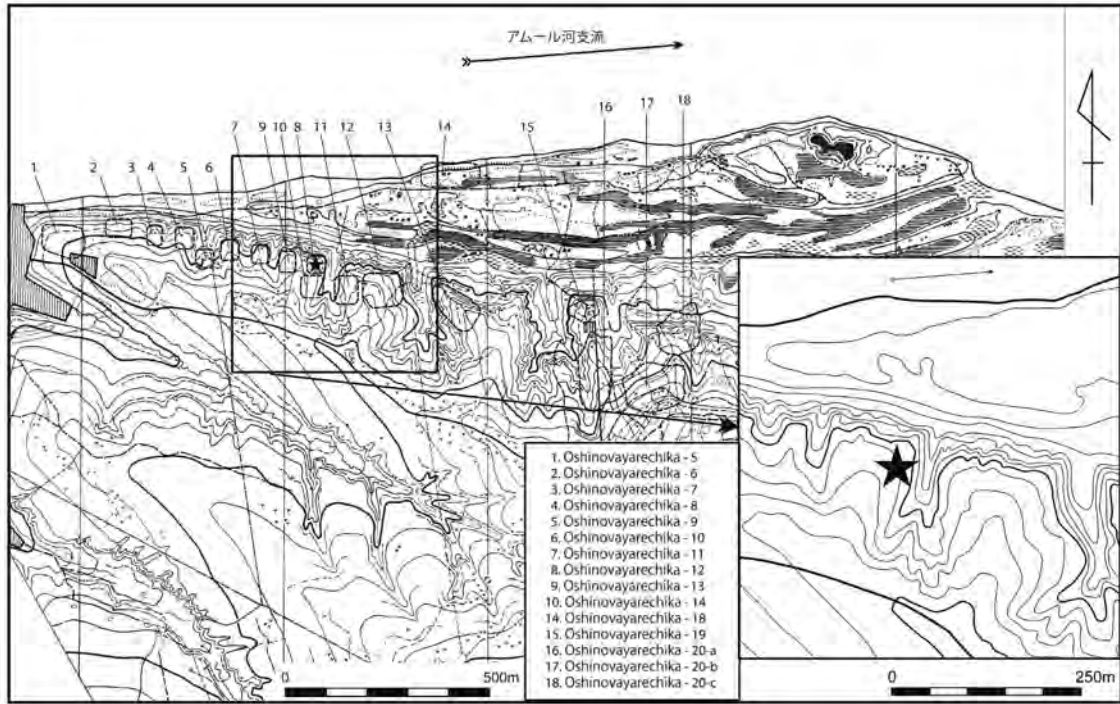 アムール河支流
16 17 18
7 9 10 8 11 12 13 14 15
1 2 3 4 5 6
1. Oshinovayarechika - 5
2. Oshinovayarechika - 6
3. Oshinovayarechika - 7
4. Oshinovayarechika - 8
5. Oshinovayarechika - 9
6. Oshinovayarechika - 10
7. Oshinovayarechika - 11
8. Oshinovayarechika - 12
9. Oshinovayarechika - 13
10. Oshinovayarechika - 14
14. Oshinovayarechika - 18
15. Oshinovayarechika - 19
16. Oshinovayarechika - 20-a
17. Oshinovayarechika - 20-b
18. Oshinovayarechika - 20-c
0 500m
0 250m